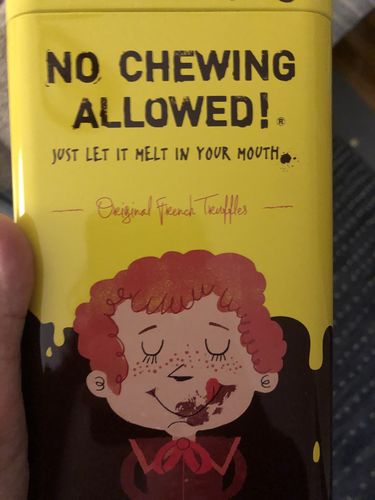 NO CHEWING
ALLOWED!®
JUST LET IT MELT IN YOUR MOUTH
Original French Truffles